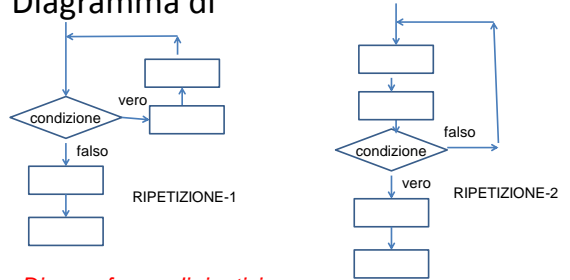 Diagramma di
vero
condizione
falso
RIPETIZIONE-1
falso
condizione
vero
RIPETIZIONE-2